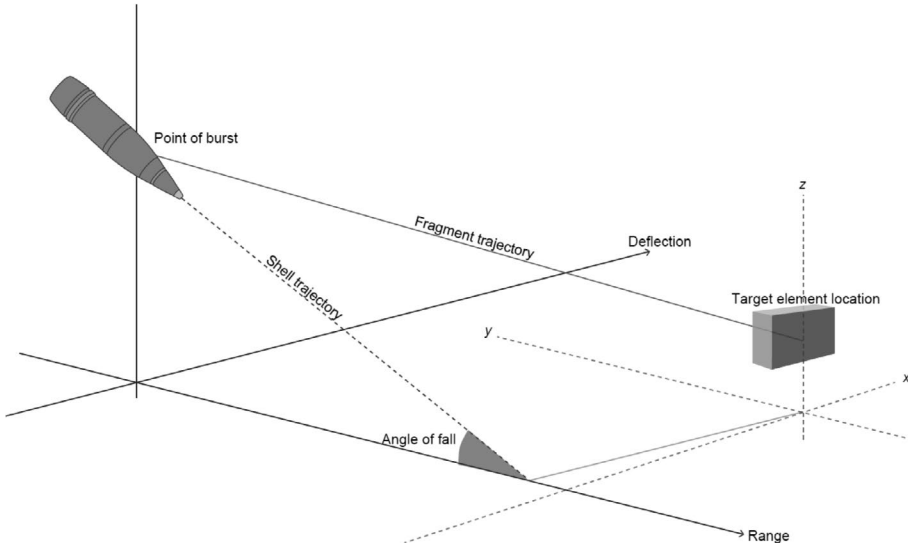 Point of burst
z
Fragment trajectory
Deflection
Shell trajectory
Target element location
y
x
Angle of fall
Range